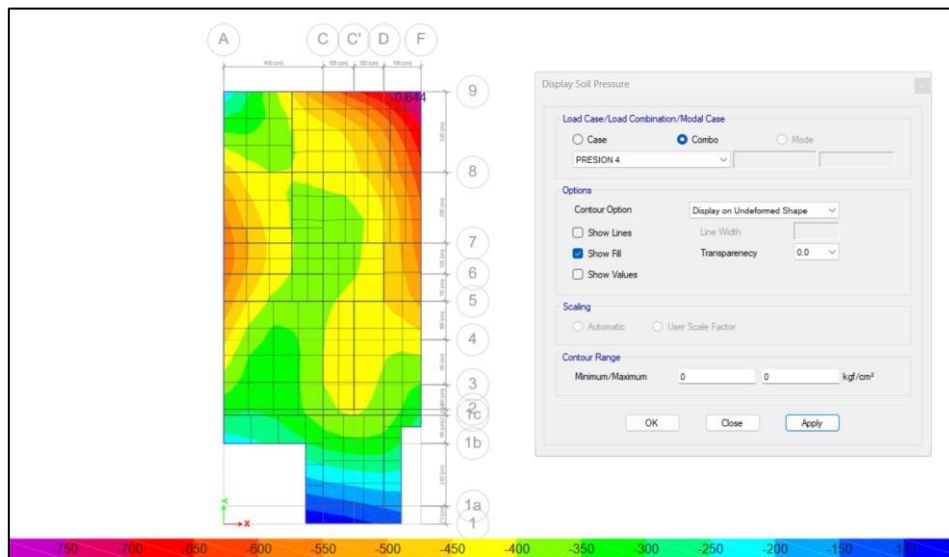 A C C' D F
-0.644
9
8
7
6
5
4
3
2
1c
1b
1a
1
Y
X
Display Soil Pressure
Load Case/Load Combination/Modal Case
Case Combo Mode
PRESION 4
Options
Contour Option Display on Undeformed Shape
Show Lines Line Width
Show Fill Transparenecy 0.0
Show Values
Scaling
Automatic User Scale Factor
Contour Range
Minimum/Maximum 0 0 kgf/cm²
OK Close Apply
-750 -700 -650 -600 -550 -500 -450 -400 -350 -300 -250 -200 -150 -100